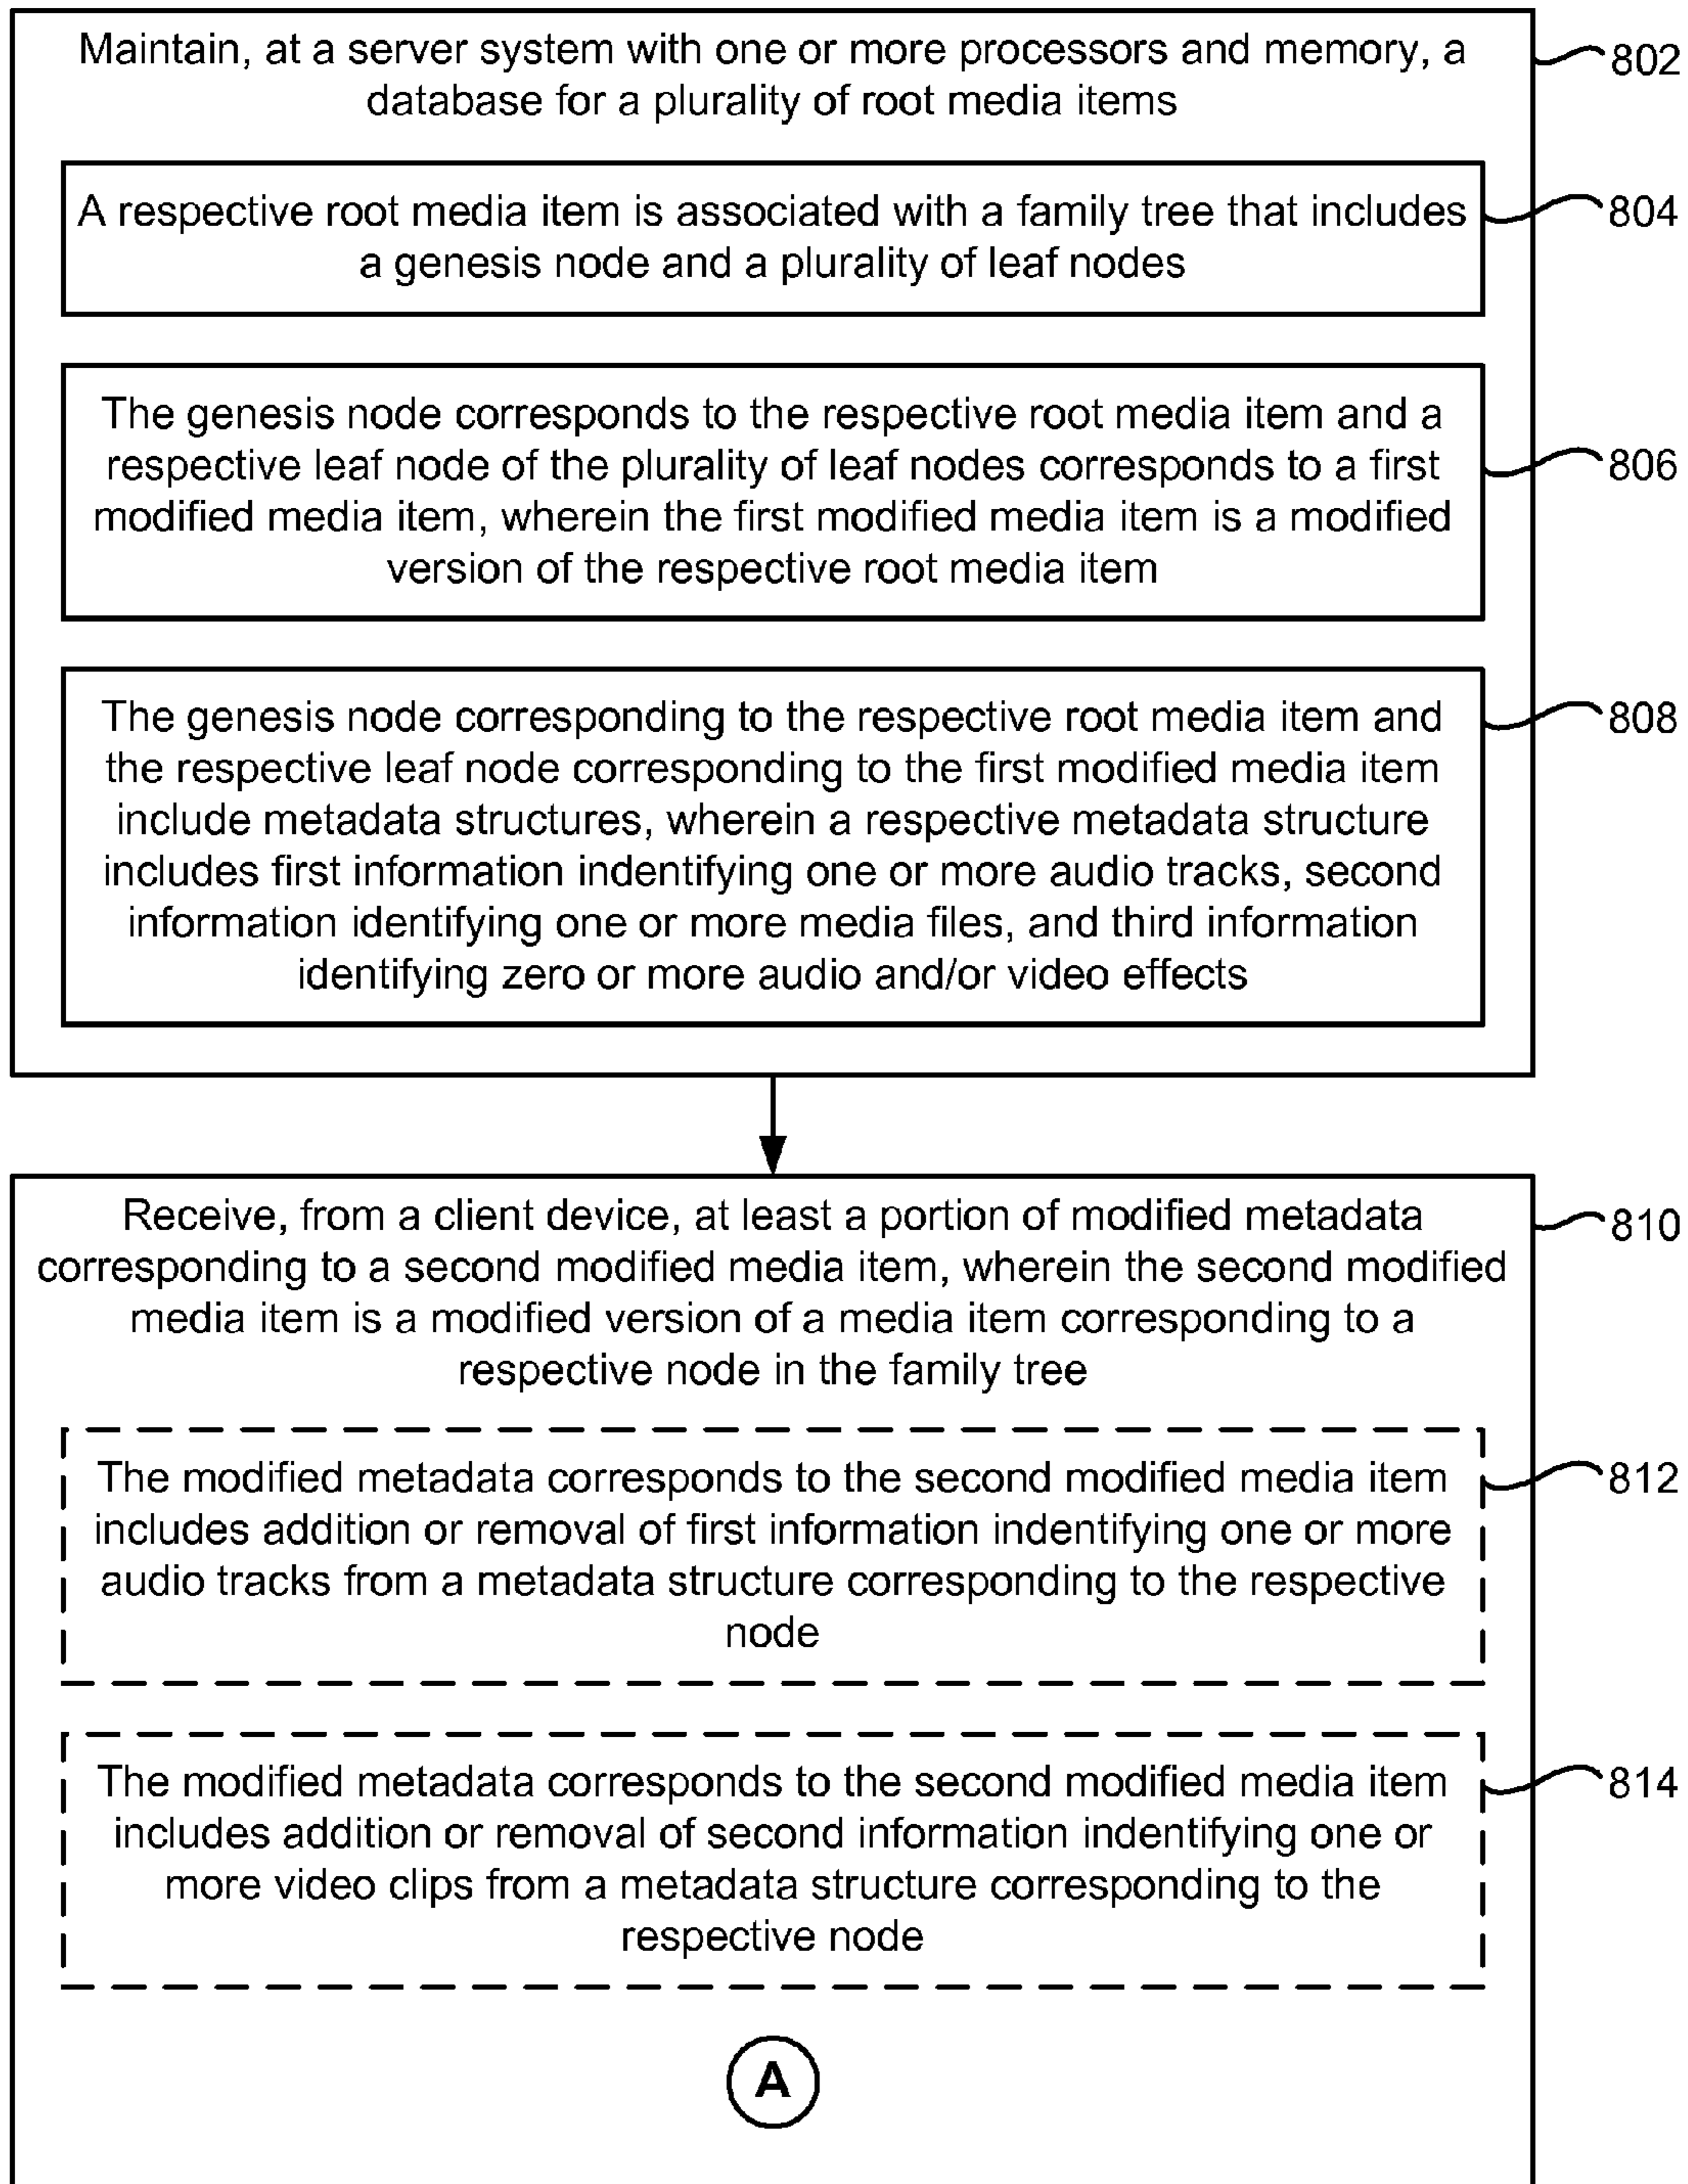 Maintain, at a server system with one or more processors and memory, a
database for a plurality of root media items
802
A respective root media item is associated with a family tree that includes
a genesis node and a plurality of leaf nodes
804
The genesis node corresponds to the respective root media item and a
respective leaf node of the plurality of leaf nodes corresponds to a first
modified media item, wherein the first modified media item is a modified
version of the respective root media item
806
The genesis node corresponding to the respective root media item and
the respective leaf node corresponding to the first modified media item
include metadata structures, wherein a respective metadata structure
includes first information indentifying one or more audio tracks, second
information identifying one or more media files, and third information
identifying zero or more audio and/or video effects
808
Receive, from a client device, at least a portion of modified metadata
corresponding to a second modified media item, wherein the second modified
media item is a modified version of a media item corresponding to a
respective node in the family tree
810
The modified metadata corresponds to the second modified media item
includes addition or removal of first information indentifying one or more
audio tracks from a metadata structure corresponding to the respective
node
812
The modified metadata corresponds to the second modified media item
includes addition or removal of second information indentifying one or
more video clips from a metadata structure corresponding to the
respective node
814
A